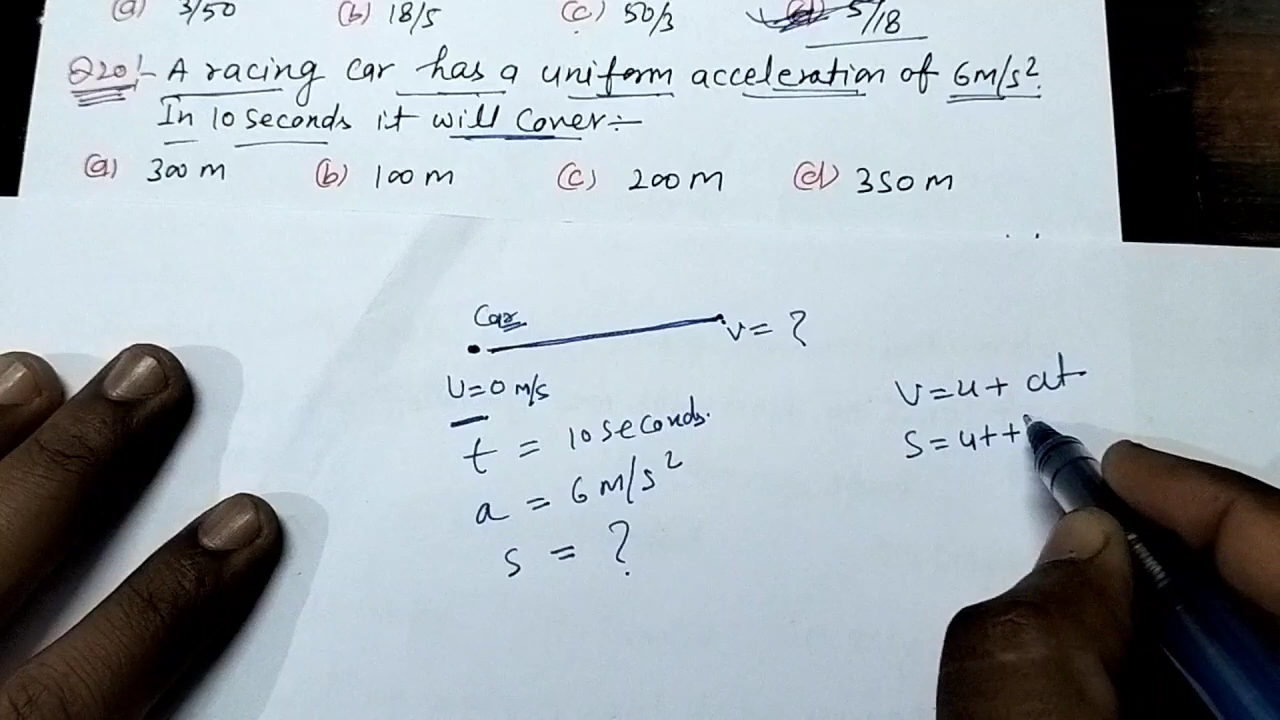 (a) 3/50 (b) 18/5 (c) 50/3 (d) 5/18
Q20!- A racing car has a uniform acceleration of 6m/s².
In 10 seconds it will cover:-
(a) 300 m (b) 100 m (c) 200 m (d) 350 m
Car
v = ?
U=0 m/s
t = 10 seconds.
a = 6 m/s²
s = ?
v=u+ at
s=ut+